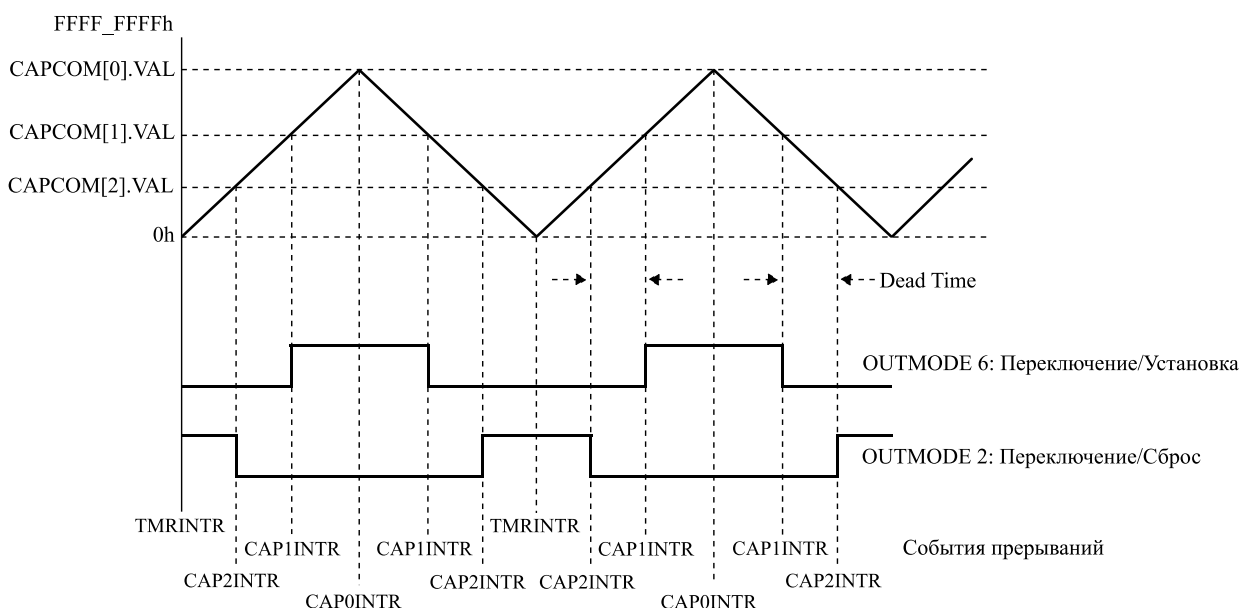 FFFF_FFFFh
CAPCOM[0].VAL
CAPCOM[1].VAL
CAPCOM[2].VAL
0h
Dead Time
OUTMODE 6: Переключение/Установка
OUTMODE 2: Переключение/Сброс
TMRINTR
TMRINTR
CAP1INTR
CAP1INTR
CAP1INTR
CAP1INTR
События прерываний
CAP2INTR
CAP2INTR
CAP2INTR
CAP2INTR
CAP0INTR
CAP0INTR